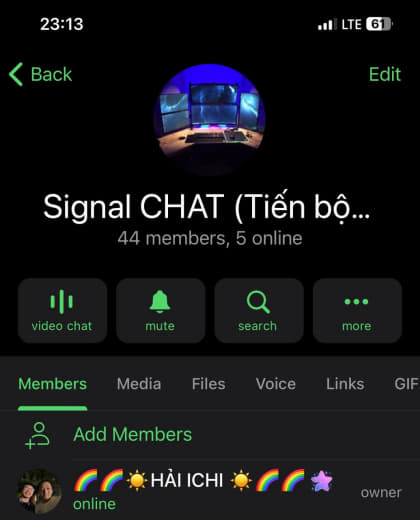 23:13 LTE 61
Back Edit
Signal CHAT (Tiến bộ...
44 members, 5 online
video chat mute search more
Members Media Files Voice Links GIF
Add Members
🌈🌈☀️HẢI ICHI ☀️🌈🌈 owner
online